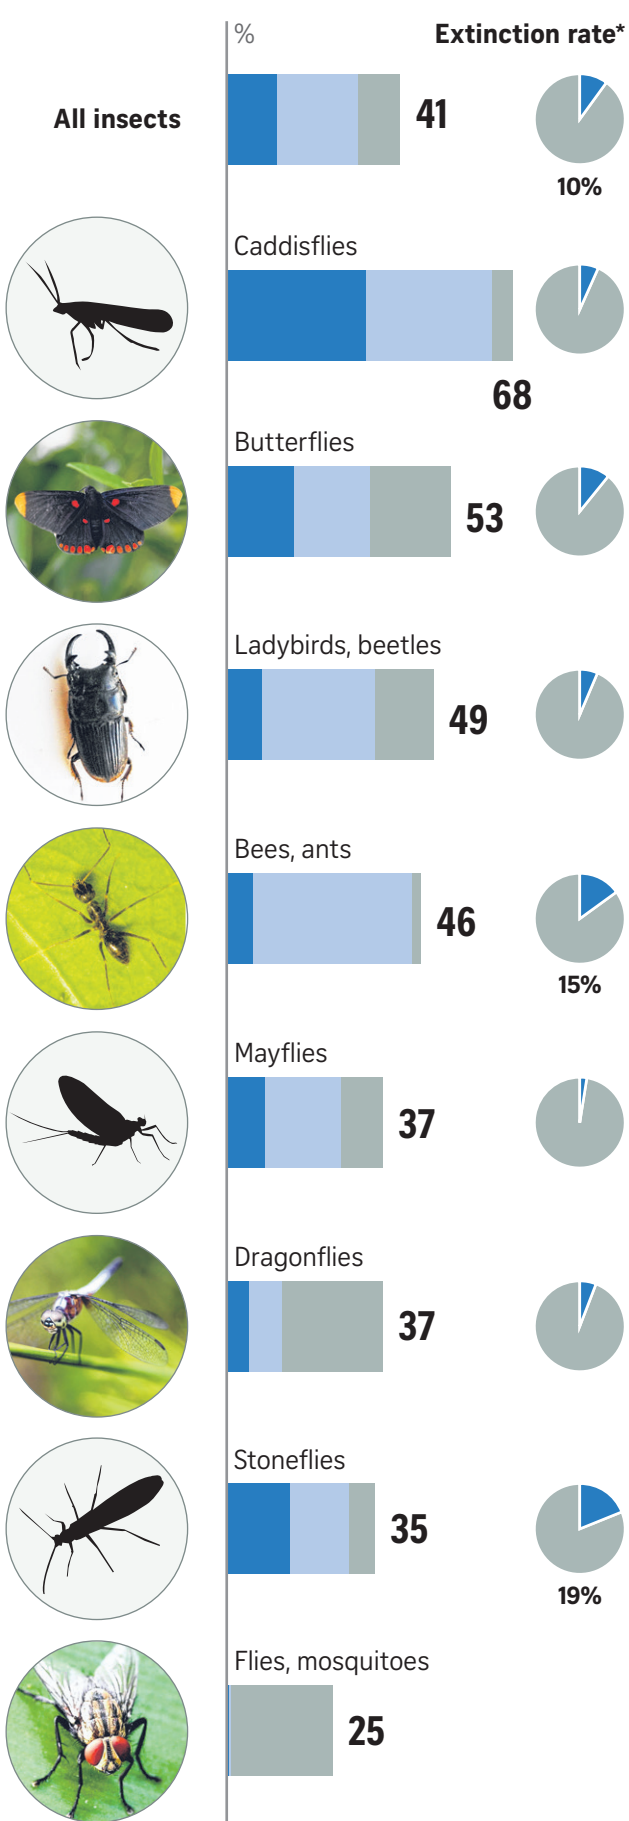 % Extinction rate*
All insects 41
10%
Caddisflies
68
Butterflies
53
Ladybirds, beetles
49
Bees, ants
46
15%
Mayflies
37
Dragonflies
37
Stoneflies
35
19%
Flies, mosquitoes
25